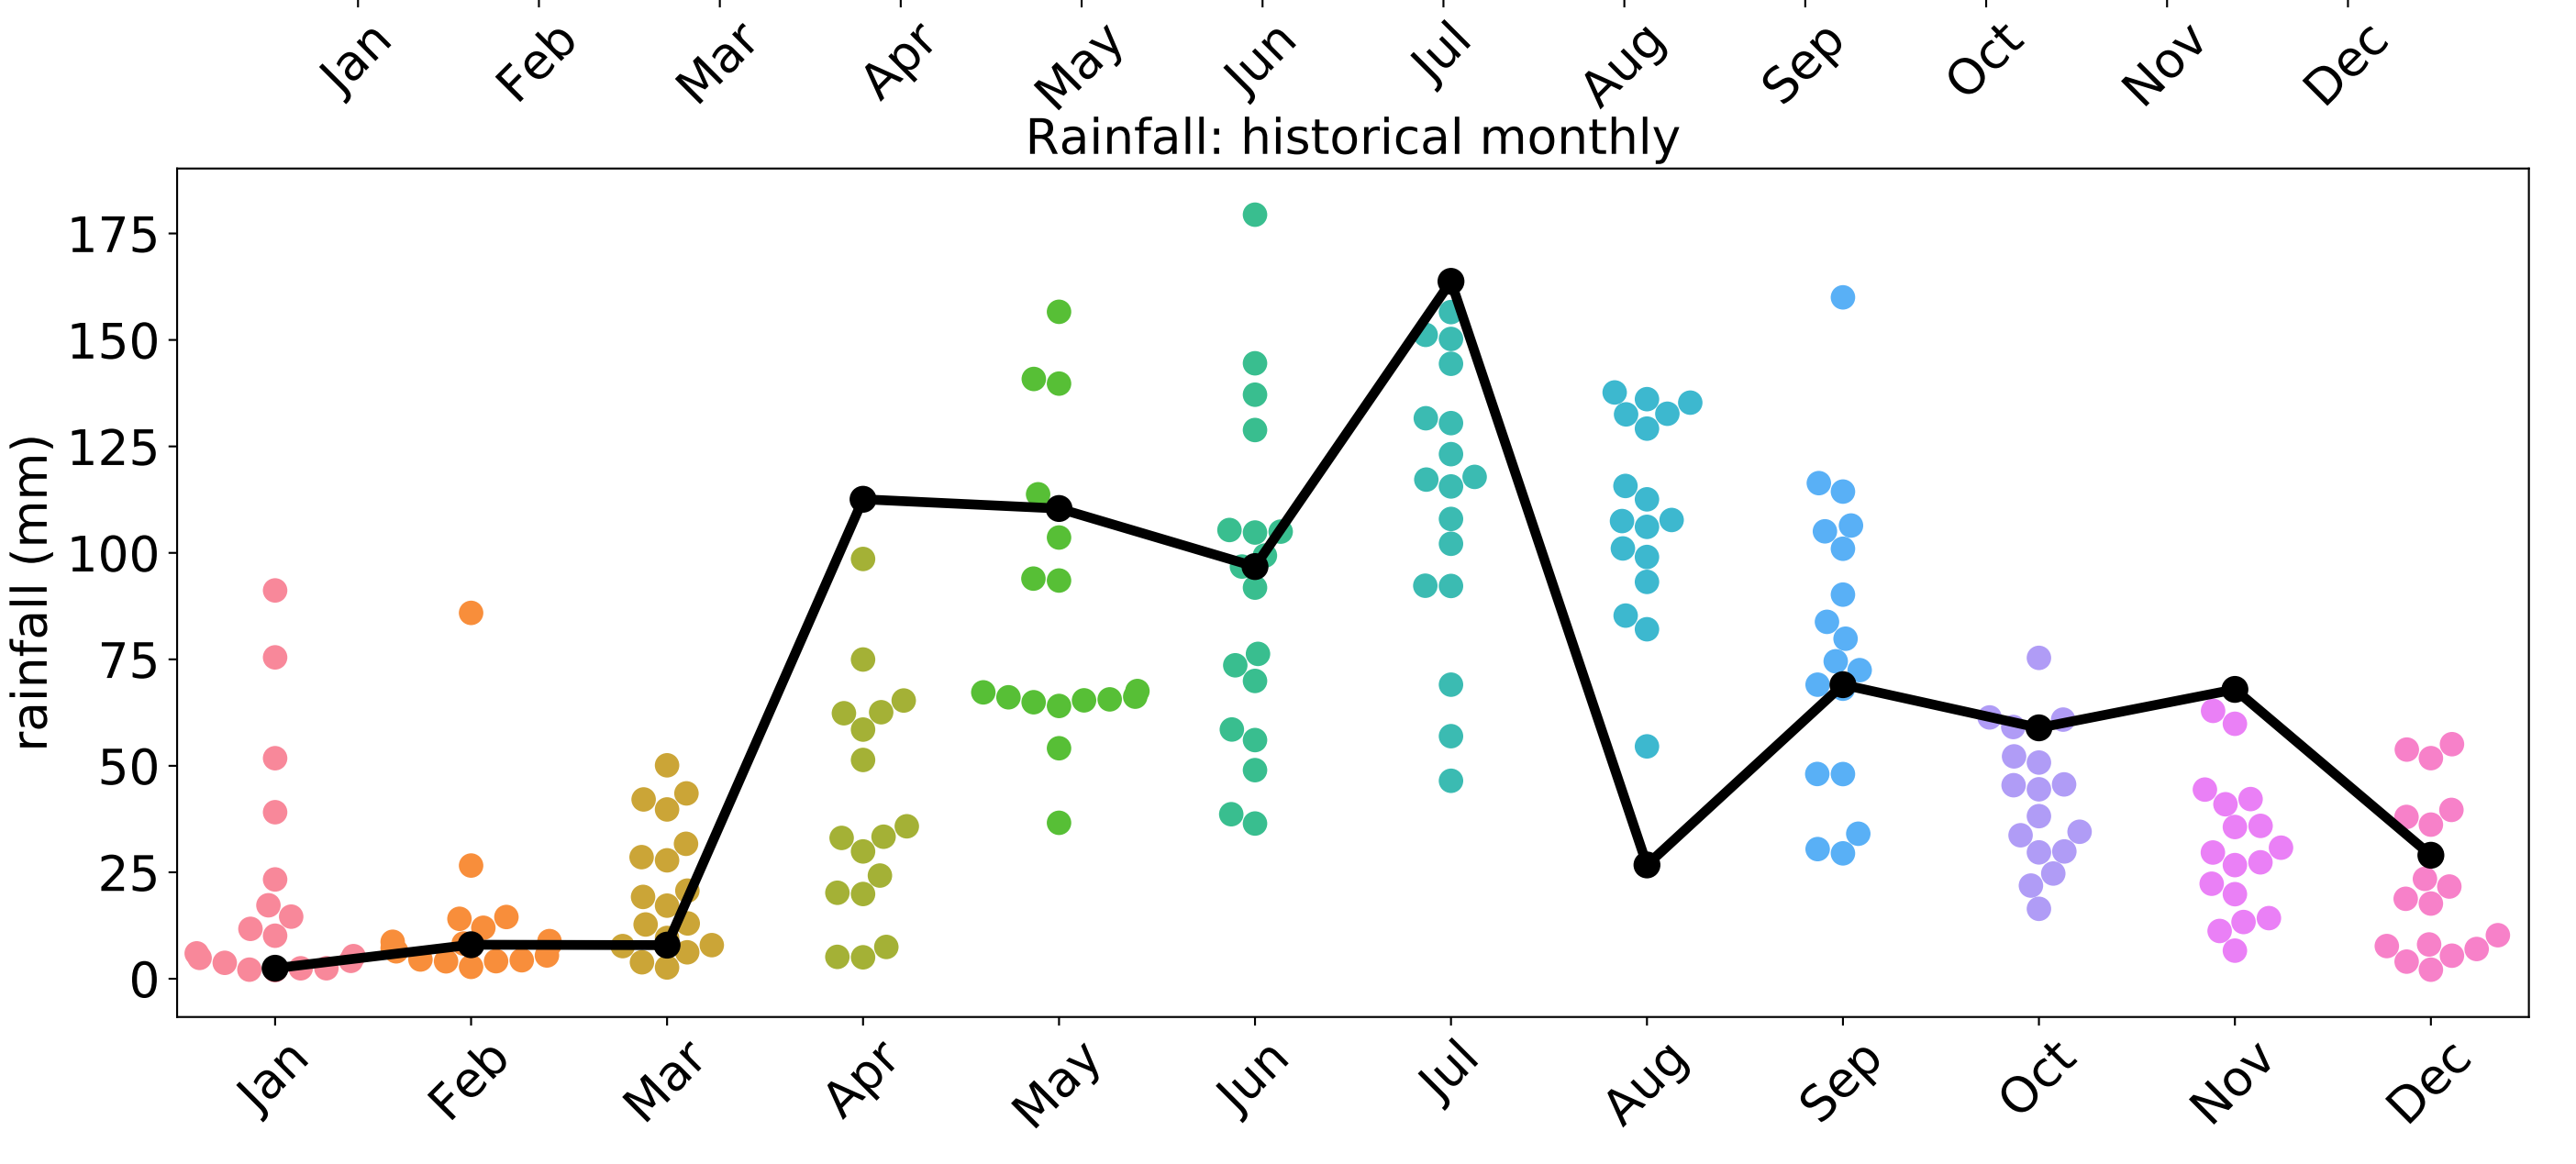 Jan Feb Mar Apr May Jun Jul Aug Sep Oct Nov Dec
Rainfall: historical monthly
rainfall (mm)
175
150
125
100
75
50
25
0
Jan Feb Mar Apr May Jun Jul Aug Sep Oct Nov Dec